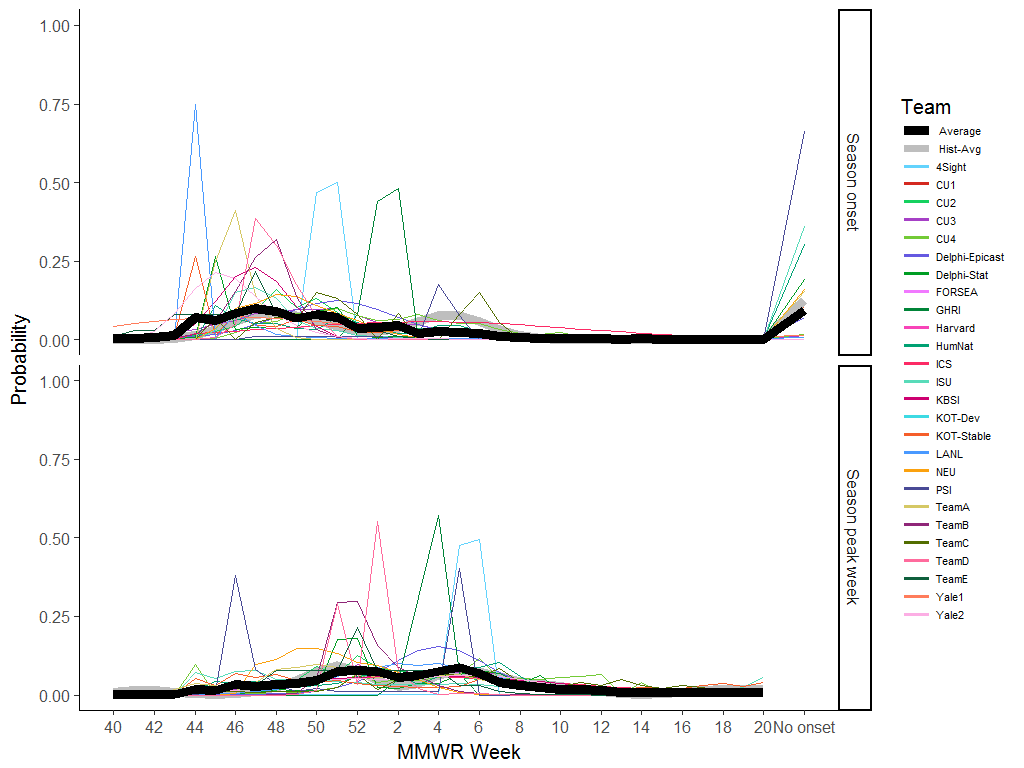 1.00
0.75
0.50
0.25
0.00
Season onset
1.00
0.75
0.50
0.25
0.00
Season peak week
Probability
40 42 44 46 48 50 52 2 4 6 8 10 12 14 16 18 20 No onset
MMWR Week
Team
Average
Hist-Avg
4Sight
CU1
CU2
CU3
CU4
Delphi-Epicast
Delphi-Stat
FORSEA
GHRI
Harvard
HumNat
ICS
ISU
KBSI
KOT-Dev
KOT-Stable
LANL
NEU
PSI
TeamA
TeamB
TeamC
TeamD
TeamE
Yale1
Yale2